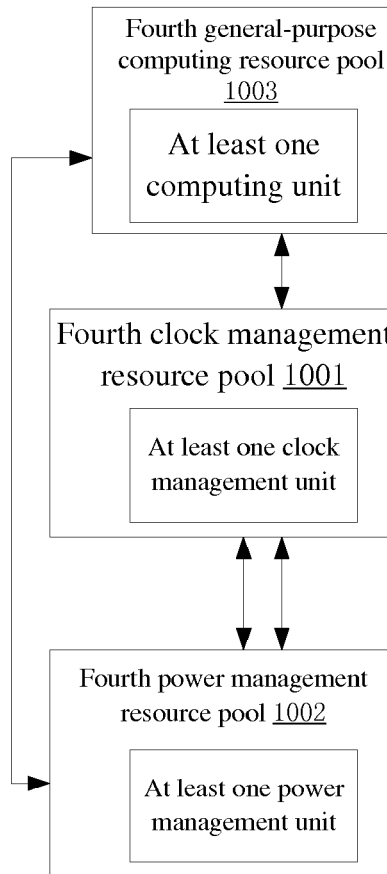 Fourth general-purpose
computing resource pool
1003
At least one
computing unit
Fourth clock management
resource pool 1001
At least one clock
management unit
Fourth power management
resource pool 1002
At least one power
management unit